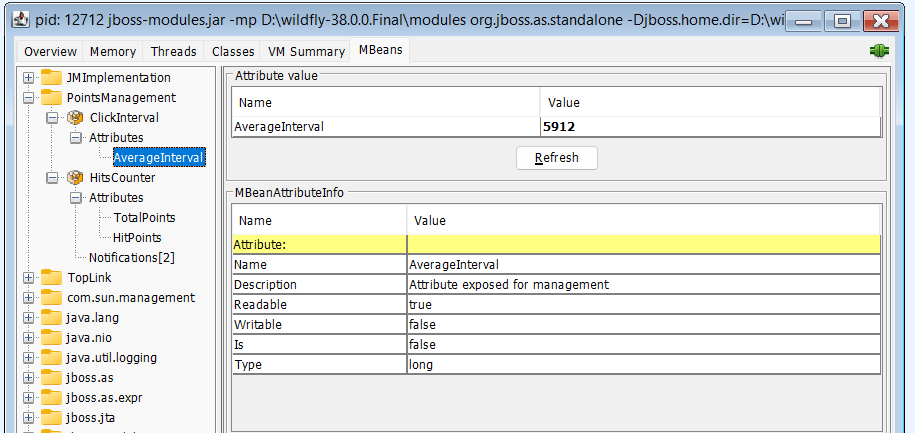 pid: 12712 jboss-modules.jar -mp D:\wildfly-38.0.0.Final\modules org.jboss.as.standalone -Djboss.home.dir=D:\wi
Overview Memory Threads Classes VM Summary MBeans
JMImplementation
PointsManagement
ClickInterval
Attributes
AverageInterval
HitsCounter
Attributes
TotalPoints
HitPoints
Notifications[2]
TopLink
com.sun.management
java.lang
java.nio
java.util.logging
jboss.as
jboss.as.expr
jboss.jta
Attribute value
Name Value
AverageInterval 5912
Refresh
MBeanAttributeInfo
Name Value
Attribute:
Name AverageInterval
Description Attribute exposed for management
Readable true
Writable false
Is false
Type long